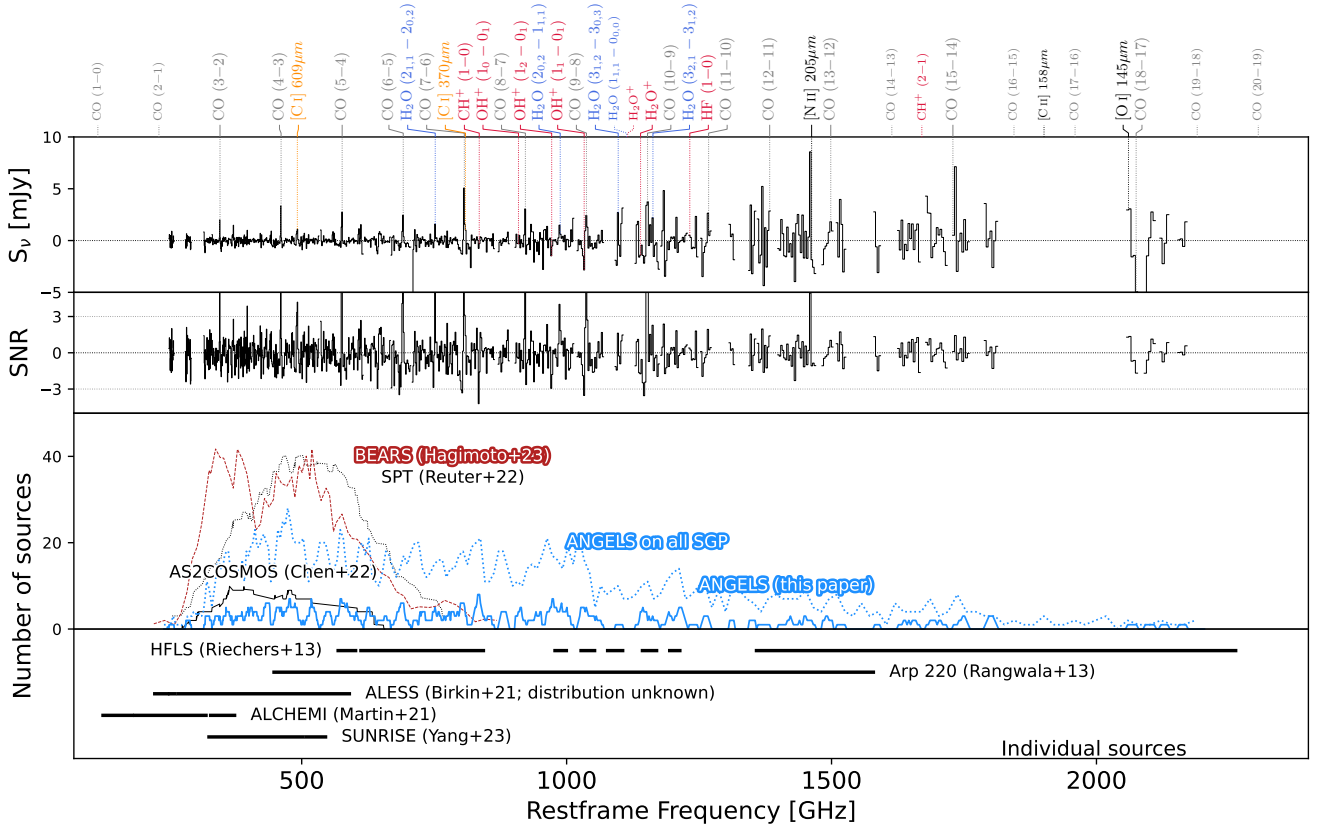 CO (1−0)
CO (2−1)
CO (3−2)
CO (4−3)
[C I] 609μm
CO (5−4)
CO (6−5)
H₂O (2₁,₁ − 2₀,₂)
CO (7−6)
[C I] 370μm
CH⁺ (1−0)
OH⁺ (1₀ − 0₁)
CO (8−7)
OH⁺ (1₂ − 0₁)
H₂O (2₀,₂ − 1₁,₁)
OH⁺ (1₁ − 0₁)
CO (9−8)
H₂O (3₁,₂ − 3₀,₃)
H₂O (1₁,₁ − 0₀,₀)
H₂O⁺
H₂O⁺
CO (10−9)
H₂O (3₂,₁ − 3₁,₂)
HF (1−0)
CO (11−10)
CO (12−11)
[N II] 205μm
CO (13−12)
CO (14−13)
CH⁺ (2−1)
CO (15−14)
CO (16−15)
[C II] 158μm
CO (17−16)
[O I] 145μm
CO (18−17)
CO (19−18)
CO (20−19)
Sν [mJy]
10
5
0
−5
SNR
3
0
−3
Number of sources
40
20
0
BEARS (Hagimoto+23)
SPT (Reuter+22)
ANGELS on all SGP
AS2COSMOS (Chen+22)
ANGELS (this paper)
HFLS (Riechers+13)
Arp 220 (Rangwala+13)
ALESS (Birkin+21; distribution unknown)
ALCHEMI (Martin+21)
SUNRISE (Yang+23)
Individual sources
500
1000
1500
2000
Restframe Frequency [GHz]